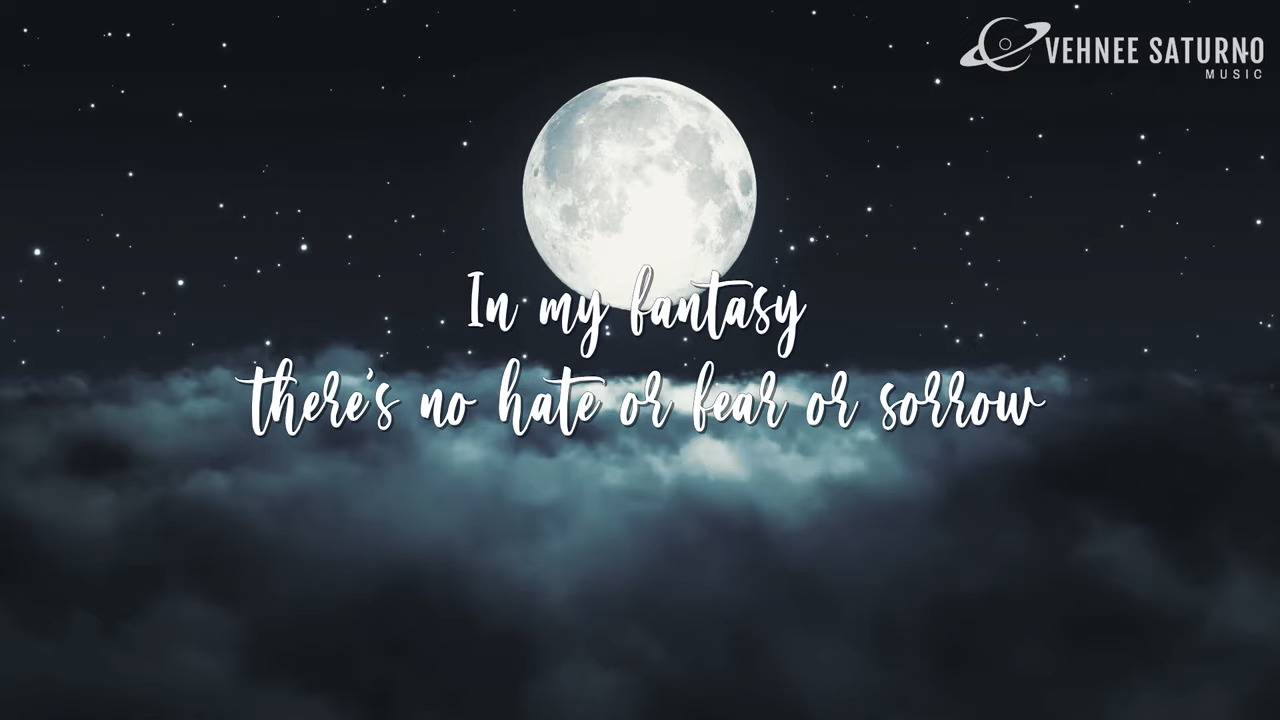 VEHNEE SATURNO
MUSIC
In my fantasy
there's no hate or fear or sorrow